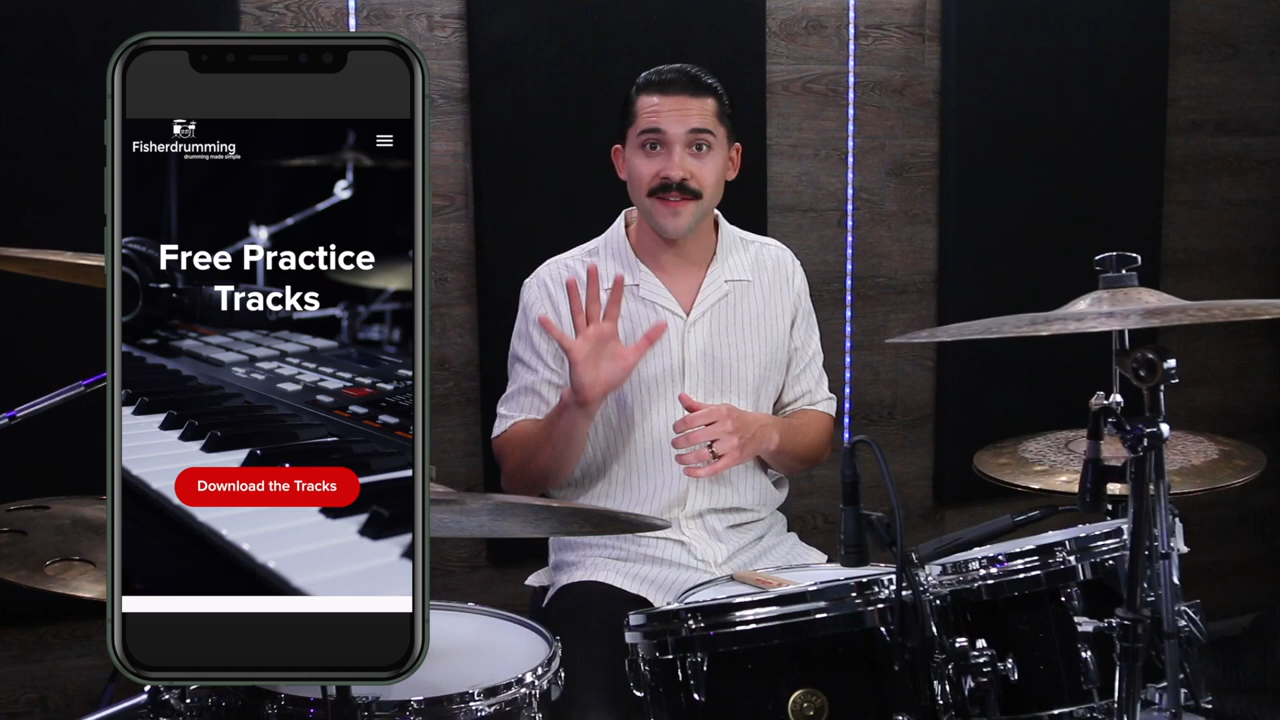 Fisherdrumming
drumming made simple
Free Practice
Tracks
Download the Tracks